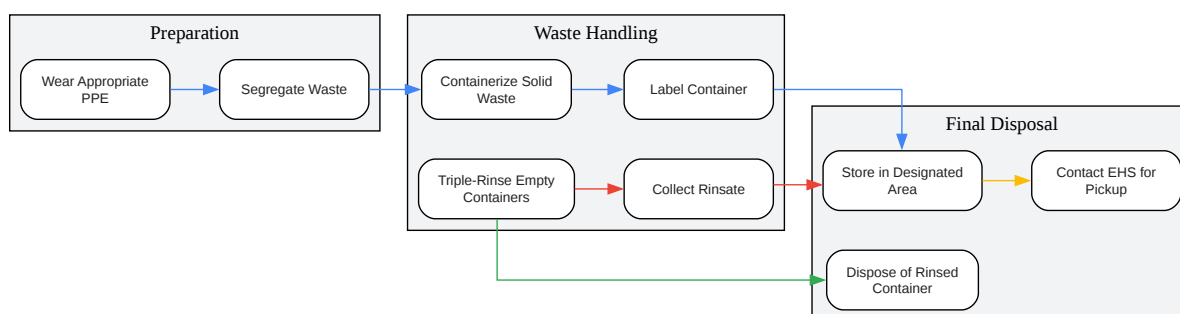 Preparation
Wear Appropriate
PPE
Segregate Waste
Waste Handling
Containerize Solid
Waste
Label Container
Triple-Rinse Empty
Containers
Collect Rinsate
Final Disposal
Store in Designated
Area
Contact EHS for
Pickup
Dispose of Rinsed
Container